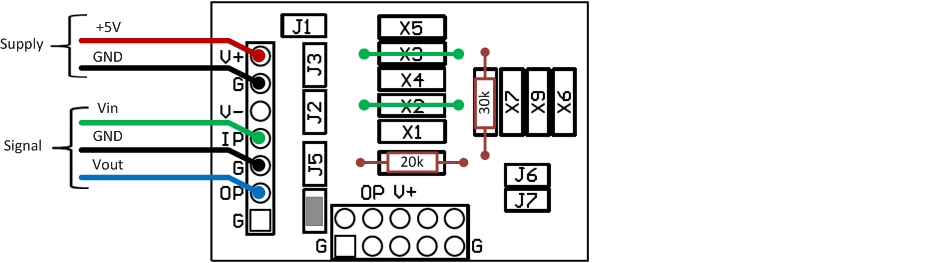 Supply
+5V
GND
Signal
Vin
GND
Vout
V+
G
V-
IP
G
OP
G
J1
J3
J2
J5
X5
X3
X4
X2
X1
20k
30k
X7
X9
X6
J6
J7
OP V+
G
G